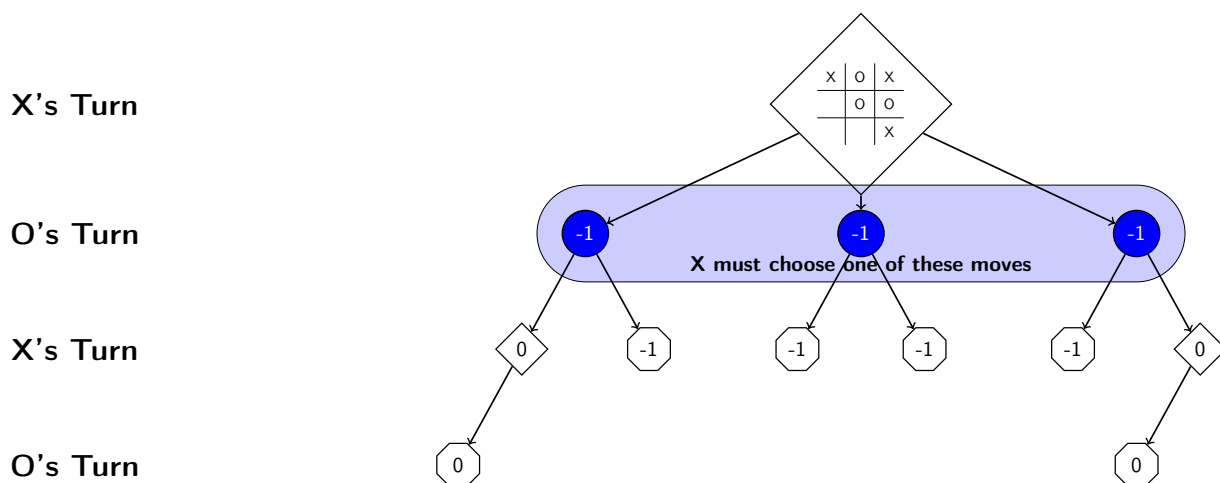 X O X
X's Turn
O O
X
O's Turn
-1 -1 -1
X must choose one of these moves
X's Turn
0 -1 -1 -1 -1 0
O's Turn
0 0